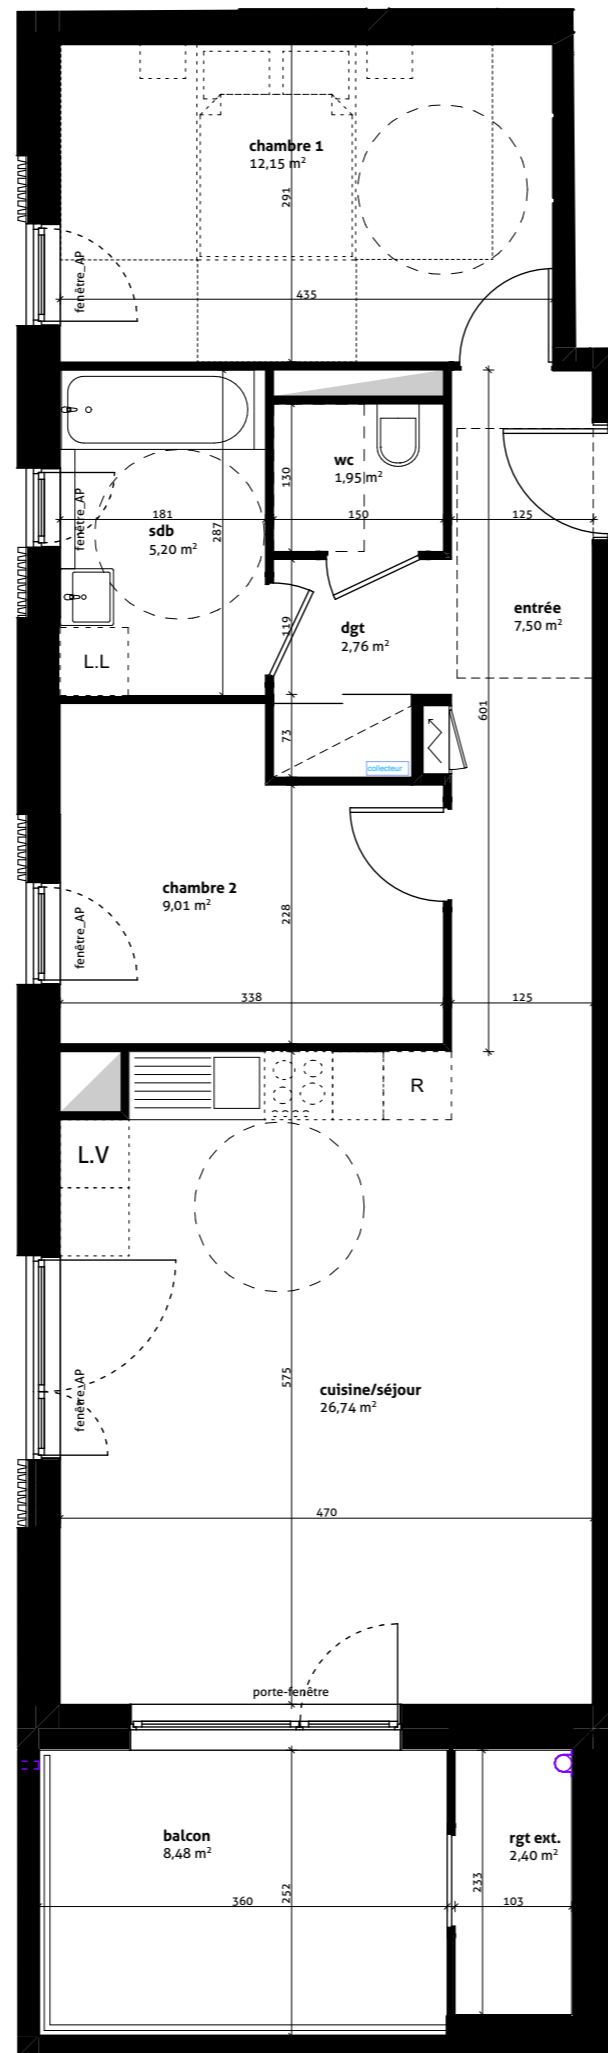 chambre 1
12,15 m²
291
fenêtre_AP
435
wc
1,95 m²
130
150
125
fenêtre_AP
181
sdb
5,20 m²
287
L.L
119
dgt
2,76 m²
entrée
7,50 m²
601
73
collecteur
chambre 2
9,01 m²
228
fenêtre_AP
338
125
R
L.V
575
cuisine/séjour
26,74 m²
fenêtre_AP
470
porte-fenêtre
balcon
8,48 m²
360
252
rgt ext.
2,40 m²
233
103